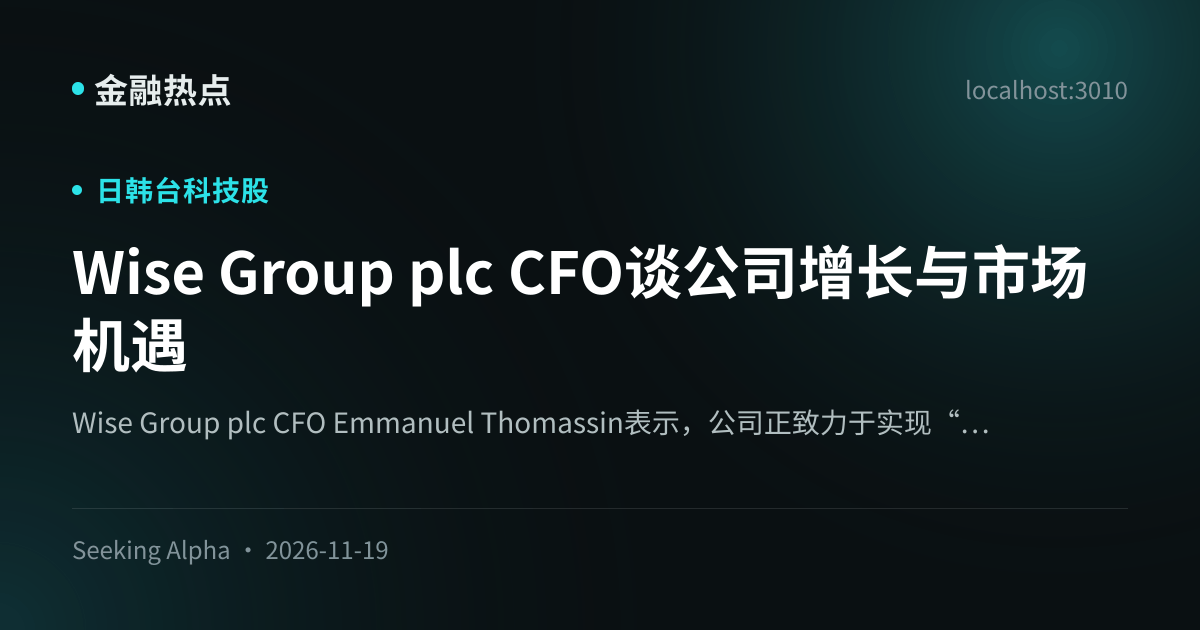 金融热点
localhost:3010
日韩台科技股
Wise Group plc CFO谈公司增长与市场
机遇
Wise Group plc CFO Emmanuel Thomassin表示，公司正致力于实现“…
Seeking Alpha · 2026-11-19